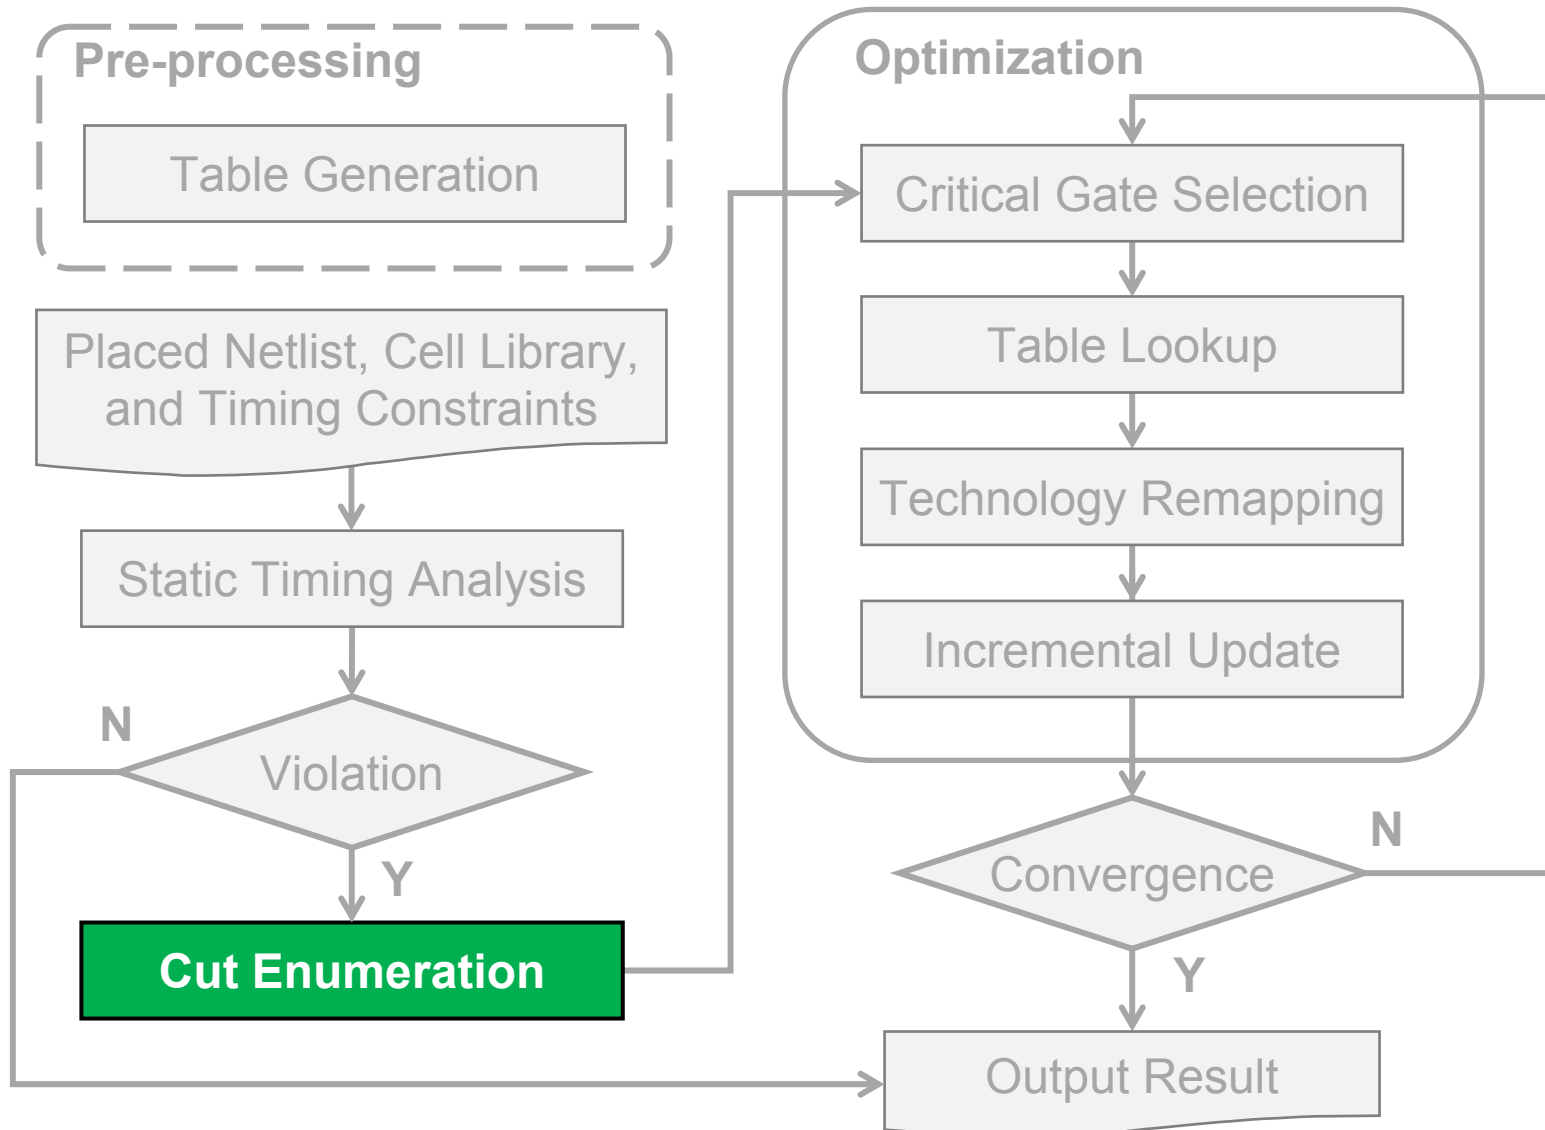 Pre-processing
Table Generation
Placed Netlist, Cell Library,
and Timing Constraints
Static Timing Analysis
Violation
N
Y
Cut Enumeration
Optimization
Critical Gate Selection
Table Lookup
Technology Remapping
Incremental Update
Convergence
N
Y
Output Result